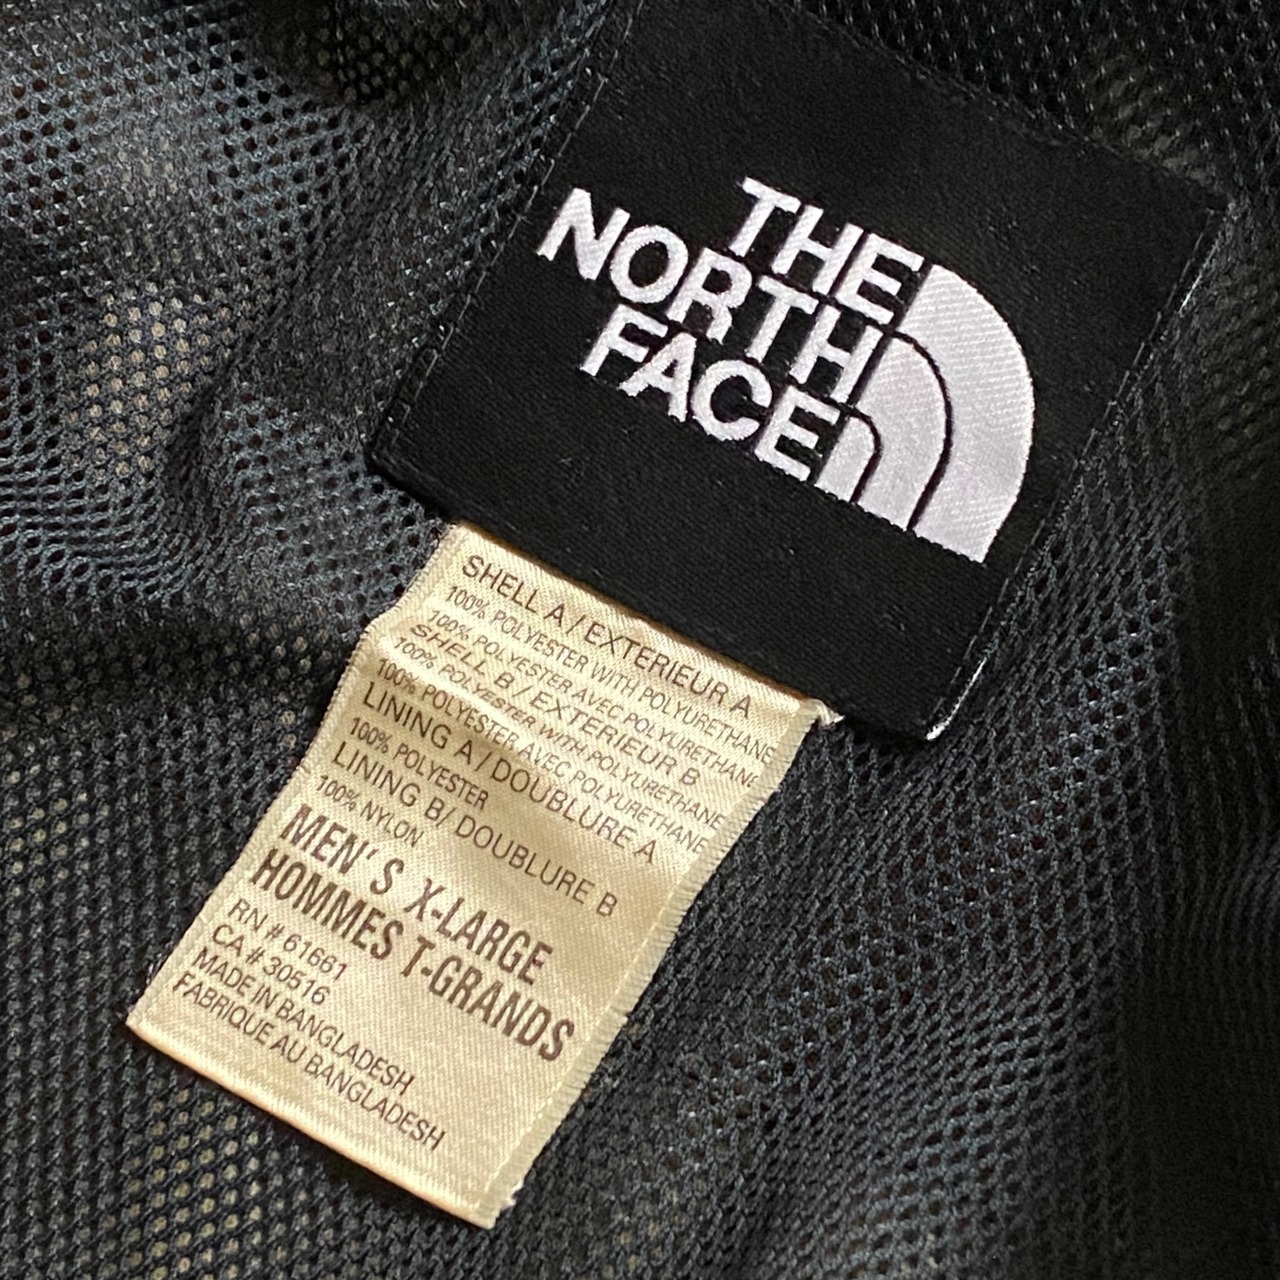 THE
NORTH
FACE
SHELL A / EXTERIEUR A
100% POLYESTER WITH POLYURETHANE
100% POLYESTER AVEC POLYURETHANE
SHELL B / EXTERIEUR B
100% POLYESTER WITH POLYURETHANE
100% POLYESTER AVEC POLYURETHANE
LINING A / DOUBLURE A
100% POLYESTER
LINING B/ DOUBLURE B
100% NYLON
MEN'S X-LARGE
HOMMES T-GRANDS
RN # 61661
CA # 30516
MADE IN BANGLADESH
FABRIQUE AU BANGLADESH